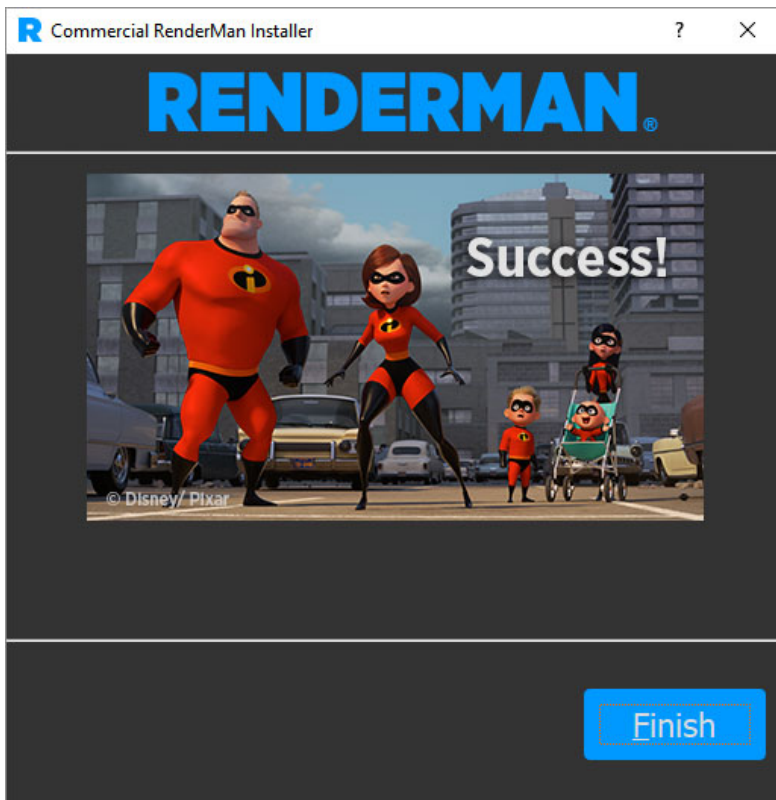 R Commercial RenderMan Installer ?
RENDERMAN®
Success!
© Disney/ Pixar
Finish